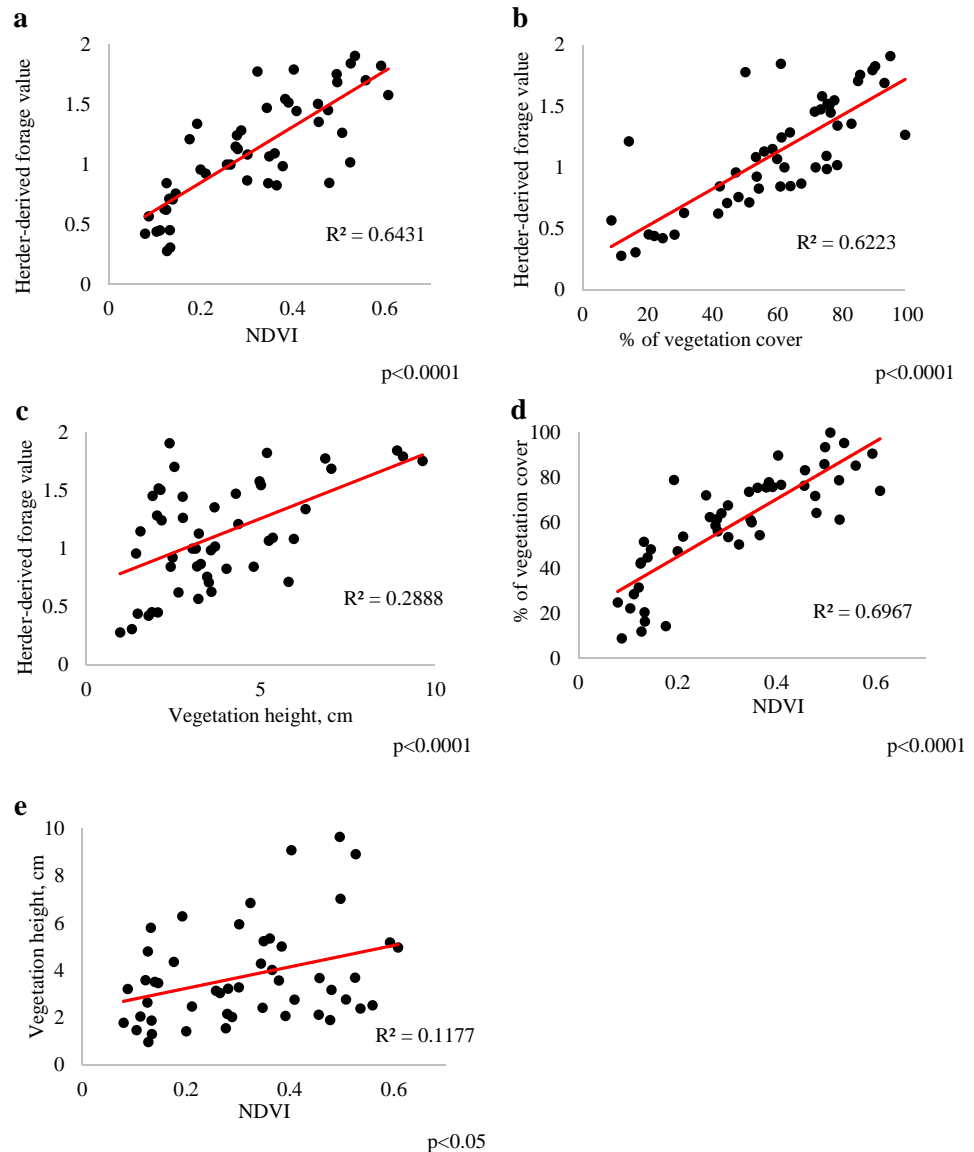 a
2
1.5
1
0.5
0
Herder-derived forage value
R² = 0.6431
0 0.2 0.4 0.6
NDVI
p<0.0001
b
2
1.5
1
0.5
0
Herder-derived forage value
R² = 0.6223
0 20 40 60 80 100
% of vegetation cover
p<0.0001
c
2
1.5
1
0.5
0
Herder-derived forage value
R² = 0.2888
0 5 10
Vegetation height, cm
p<0.0001
d
100
80
60
40
20
0
% of vegetation cover
R² = 0.6967
0 0.2 0.4 0.6
NDVI
p<0.0001
e
10
8
6
4
2
0
Vegetation height, cm
R² = 0.1177
0 0.2 0.4 0.6
NDVI
p<0.05